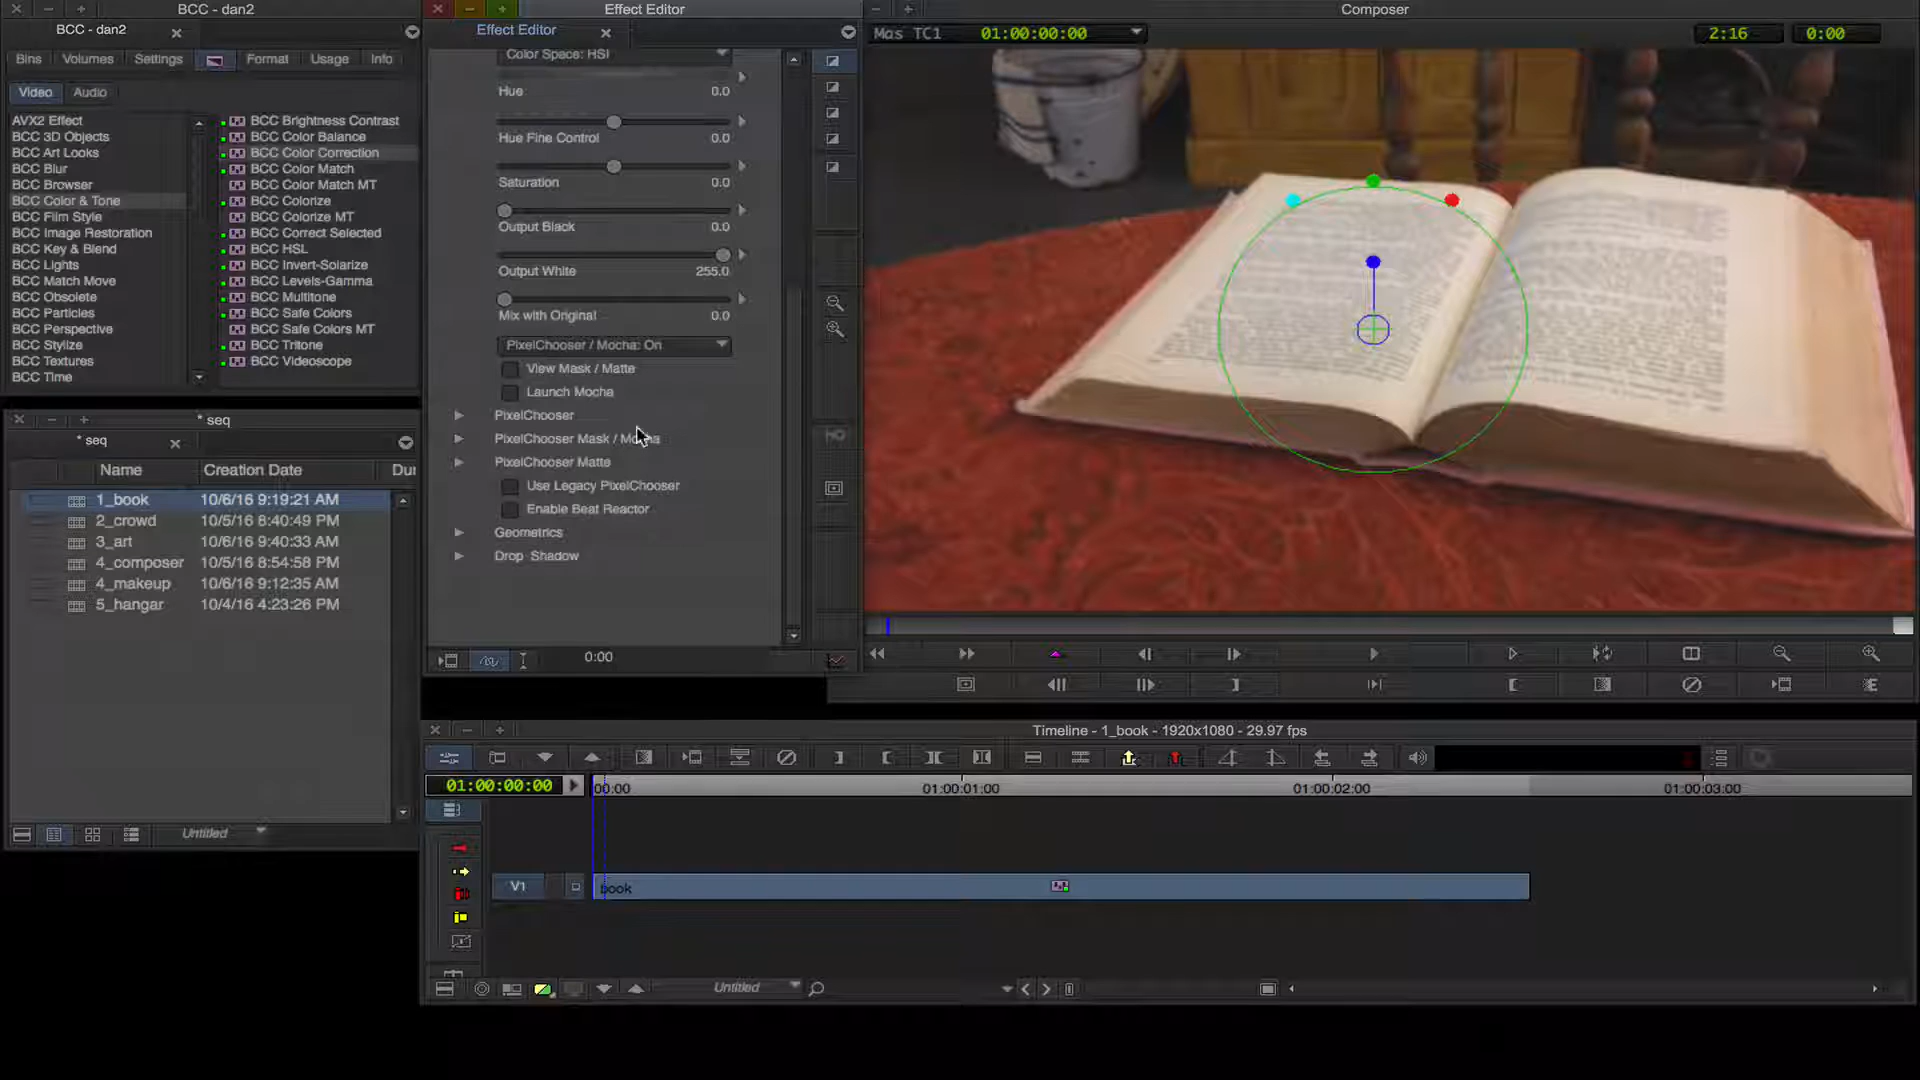 BCC - dan2
BCC - dan2
Bins Volumes Settings Format Usage Info
Video Audio
AVX2 Effect
BCC 3D Objects
BCC Art Looks
BCC Blur
BCC Browser
BCC Color & Tone
BCC Film Style
BCC Image Restoration
BCC Key & Blend
BCC Lights
BCC Match Move
BCC Obsolete
BCC Particles
BCC Perspective
BCC Stylize
BCC Textures
BCC Time
BCC Brightness Contrast
BCC Color Balance
BCC Color Correction
BCC Color Match
BCC Color Match MT
BCC Colorize
BCC Colorize MT
BCC Correct Selected
BCC HSL
BCC Invert-Solarize
BCC Levels-Gamma
BCC Multitone
BCC Safe Colors
BCC Safe Colors MT
BCC Tritone
BCC Videoscope
* seq
* seq
Name Creation Date Dur
1_book 10/6/16 9:19:21 AM
2_crowd 10/5/16 8:40:49 PM
3_art 10/6/16 9:40:33 AM
4_composer 10/5/16 8:54:58 PM
4_makeup 10/6/16 9:12:35 AM
5_hangar 10/4/16 4:23:26 PM
Untitled
Effect Editor
Effect Editor
Color Space: HSI
Hue 0.0
Hue Fine Control 0.0
Saturation 0.0
Output Black 0.0
Output White 255.0
Mix with Original 0.0
PixelChooser / Mocha: On
View Mask / Matte
Launch Mocha
PixelChooser
PixelChooser Mask / Mocha
PixelChooser Matte
Use Legacy PixelChooser
Enable Beat Reactor
Geometrics
Drop Shadow
0:00
Composer
Mas TC1 01:00:00:00 2:16 0:00
Timeline - 1_book - 1920x1080 - 29.97 fps
01:00:00:00 00:00 01:00:01:00 01:00:02:00 01:00:03:00
V1 book
Untitled